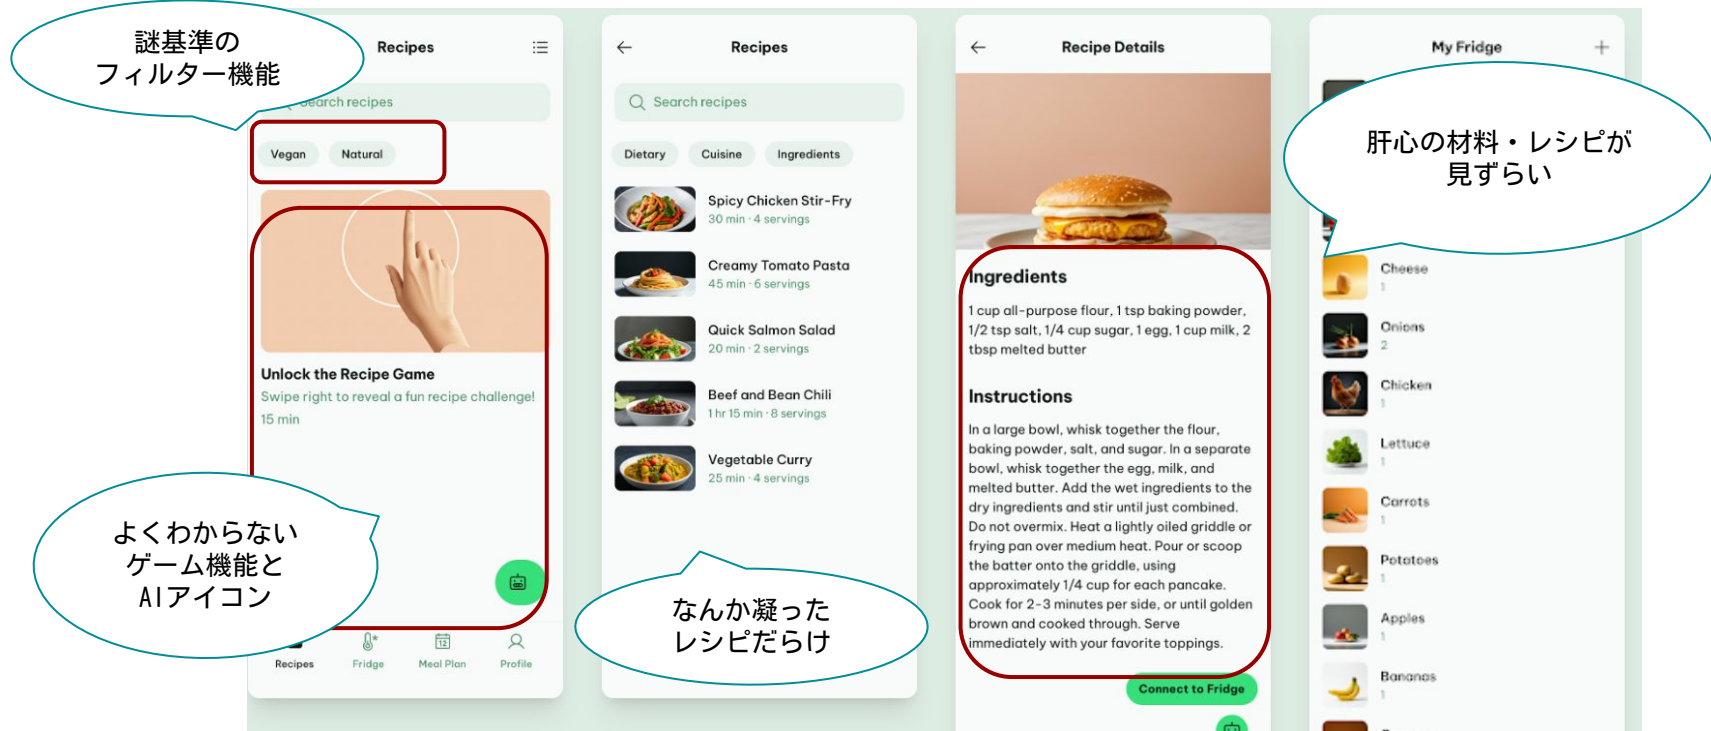 謎基準の
フィルター機能
Recipes
Search recipes
Vegan
Natural
Unlock the Recipe Game
Swipe right to reveal a fun recipe challenge!
15 min
よくわからない
ゲーム機能と
AIアイコン
Recipes
Fridge
12
Meal Plan
Profile
Recipes
Search recipes
Dietary
Cuisine
Ingredients
Spicy Chicken Stir-Fry
30 min · 4 servings
Creamy Tomato Pasta
45 min · 6 servings
Quick Salmon Salad
20 min · 2 servings
Beef and Bean Chili
1 hr 15 min · 8 servings
Vegetable Curry
25 min · 4 servings
なんか凝った
レシピだらけ
Recipe Details
Ingredients
1 cup all-purpose flour, 1 tsp baking powder,
1/2 tsp salt, 1/4 cup sugar, 1 egg, 1 cup milk, 2
tbsp melted butter
Instructions
In a large bowl, whisk together the flour,
baking powder, salt, and sugar. In a separate
bowl, whisk together the egg, milk, and
melted butter. Add the wet ingredients to the
dry ingredients and stir until just combined.
Do not overmix. Heat a lightly oiled griddle or
frying pan over medium heat. Pour or scoop
the batter onto the griddle, using
approximately 1/4 cup for each pancake.
Cook for 2-3 minutes per side, or until golden
brown and cooked through. Serve
immediately with your favorite toppings.
Connect to Fridge
My Fridge
肝心の材料・レシピが
見ずらい
Cheese
1
Onions
2
Chicken
1
Lettuce
1
Carrots
1
Potatoes
1
Apples
1
Bananas
1